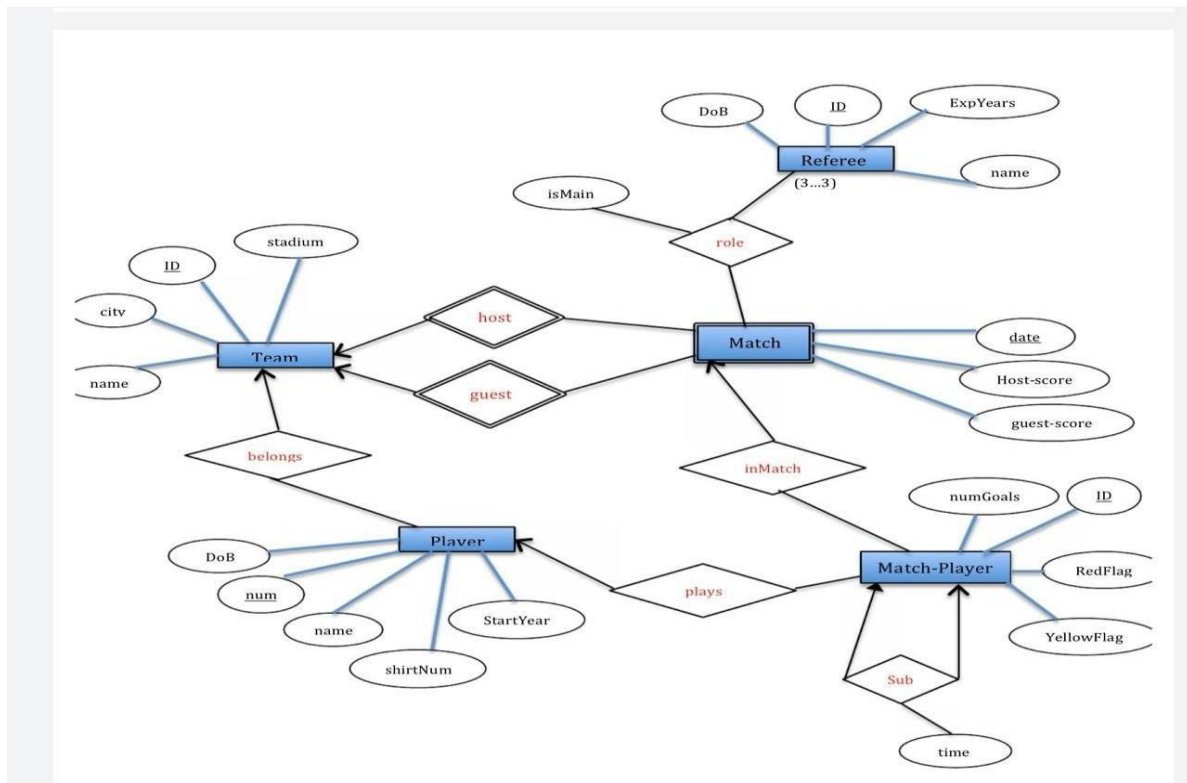 DoB
ID
ExpYears
Referee
(3...3)
name
isMain
role
stadium
ID
city
host
Match
date
Team
Host-score
name
guest
guest-score
belongs
inMatch
numGoals
ID
Player
DoB
Match-Player
RedFlag
num
plays
StartYear
name
YellowFlag
shirtNum
Sub
time